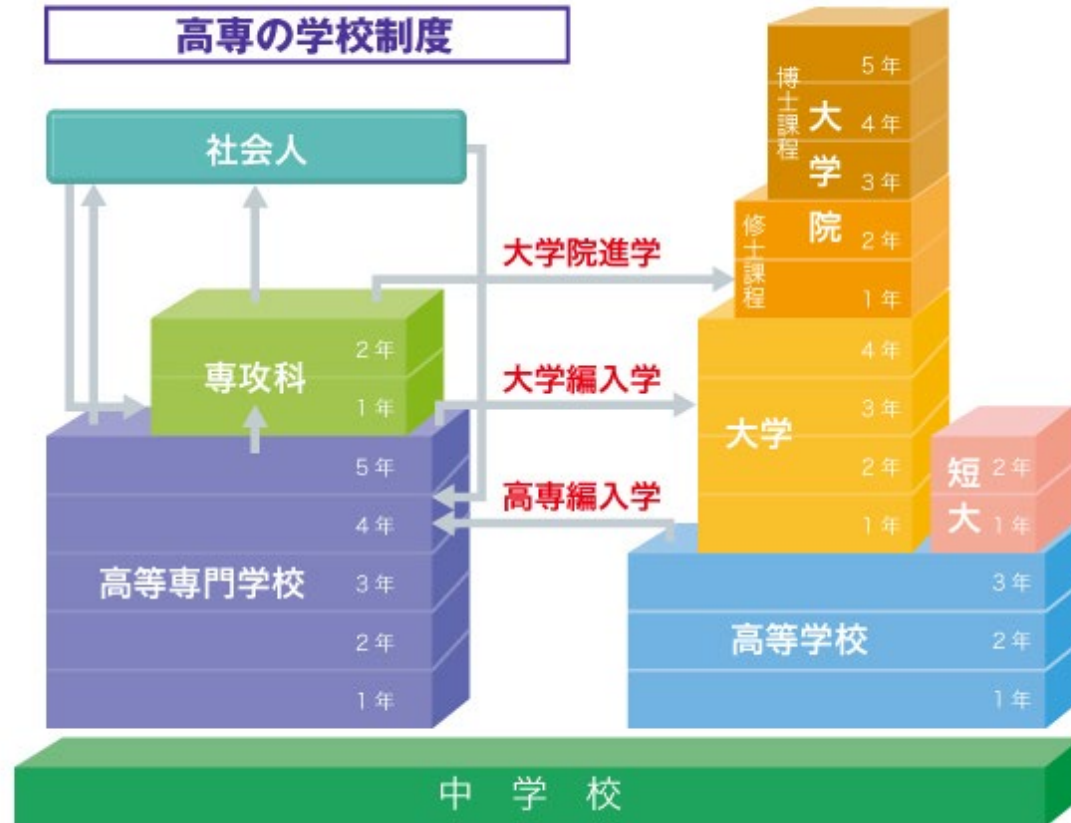 高専の学校制度
社会人
専攻科
2年
1年
高等専門学校
5年
4年
3年
2年
1年
大学院進学
大学編入学
高専編入学
大学院
博士課程
5年
4年
3年
修士課程
2年
1年
大学
4年
3年
2年
1年
短大
2年
1年
高等学校
3年
2年
1年
中学校